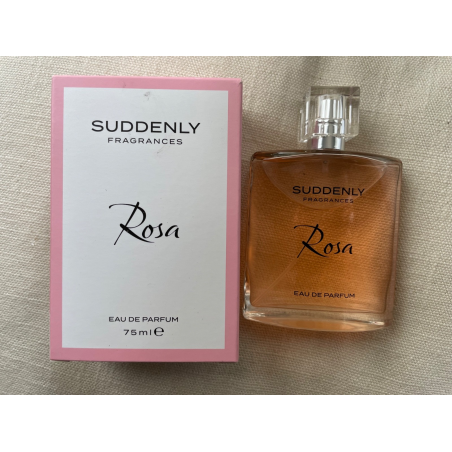 SUDDENLY
FRAGRANCES
Rosa
EAU DE PARFUM
75ml℮
SUDDENLY
FRAGRANCES
Rosa
EAU DE PARFUM